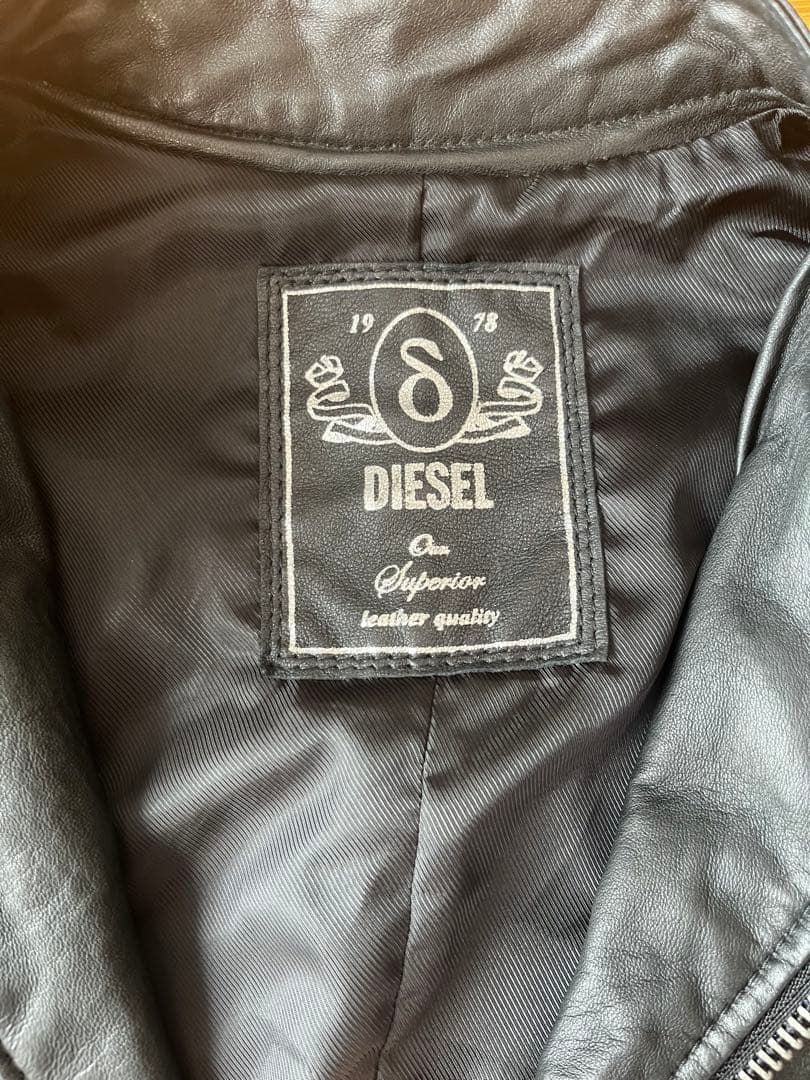 19 78
δ
DIESEL
Our
Superior
leather quality